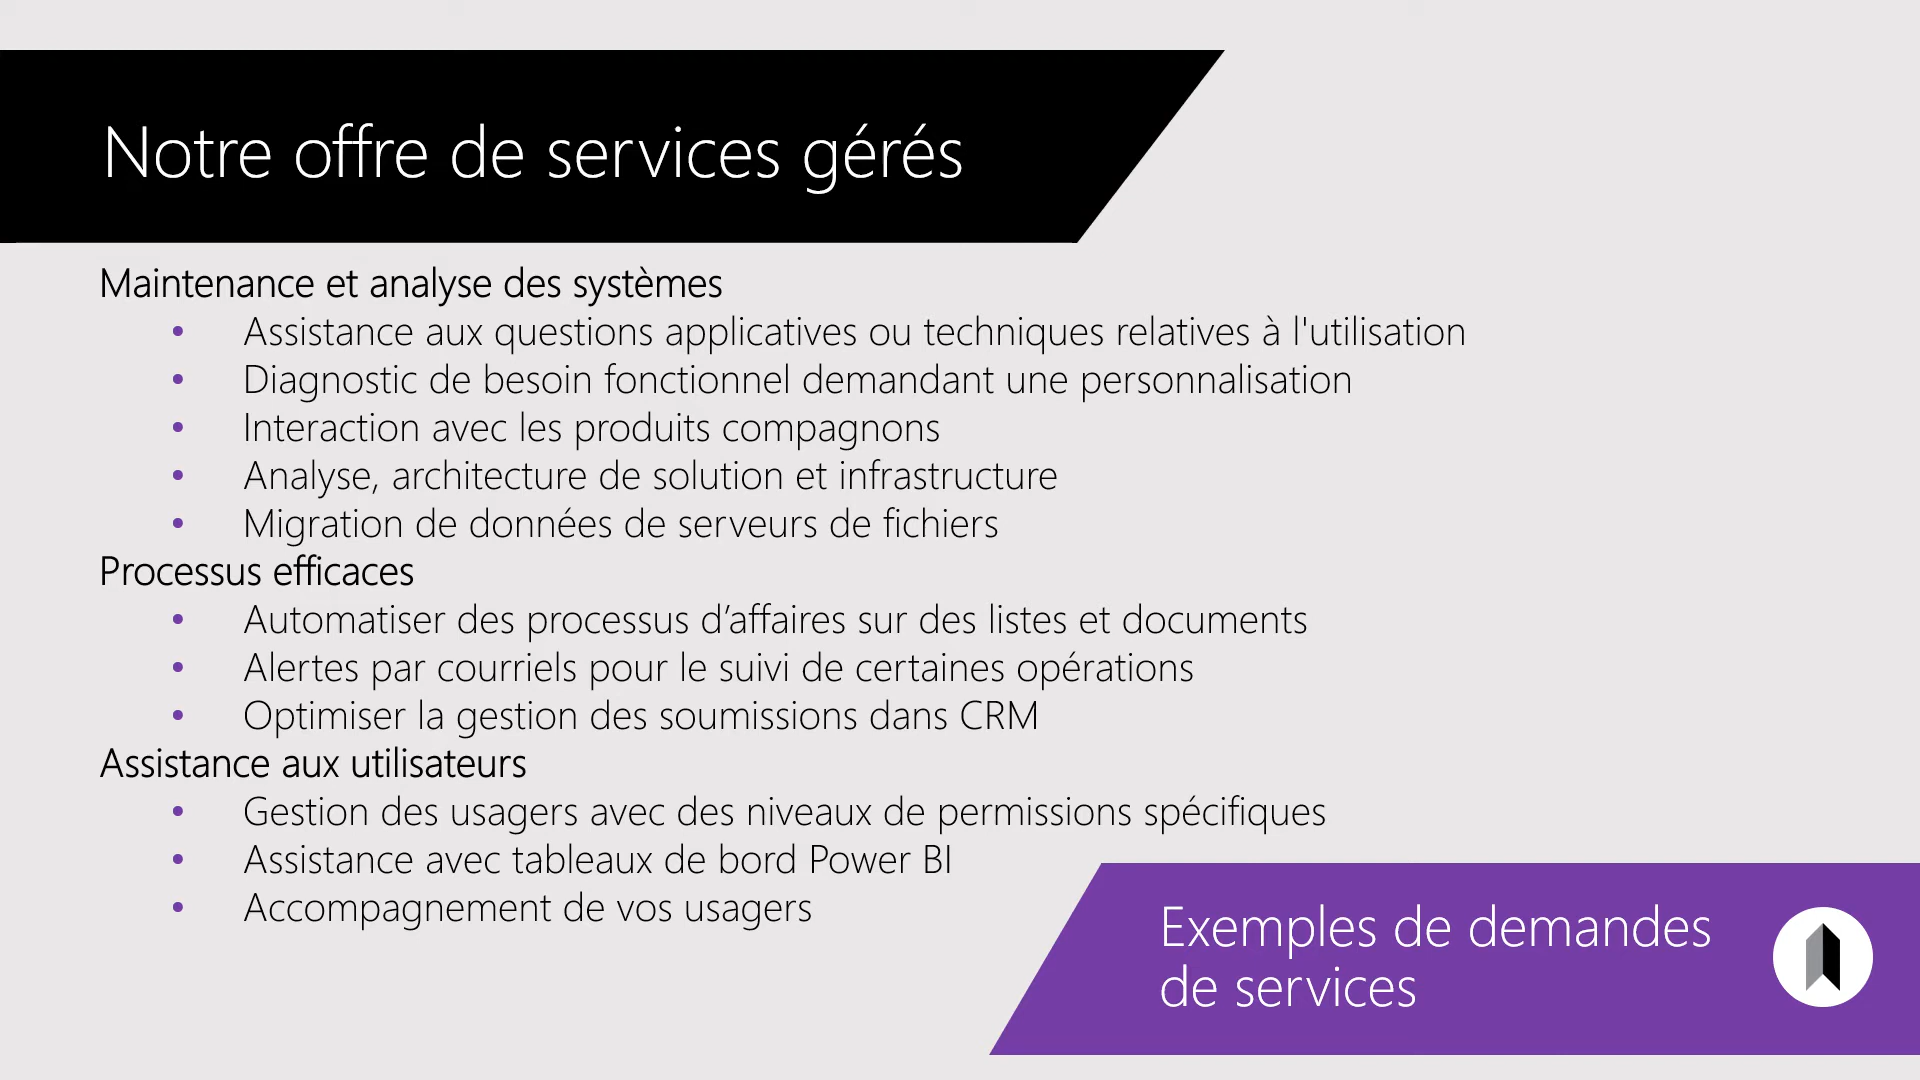 Notre offre de services gérés
Maintenance et analyse des systèmes
• Assistance aux questions applicatives ou techniques relatives à l'utilisation
• Diagnostic de besoin fonctionnel demandant une personnalisation
• Interaction avec les produits compagnons
• Analyse, architecture de solution et infrastructure
• Migration de données de serveurs de fichiers
Processus efficaces
• Automatiser des processus d’affaires sur des listes et documents
• Alertes par courriels pour le suivi de certaines opérations
• Optimiser la gestion des soumissions dans CRM
Assistance aux utilisateurs
• Gestion des usagers avec des niveaux de permissions spécifiques
• Assistance avec tableaux de bord Power BI
• Accompagnement de vos usagers
Exemples de demandes
de services